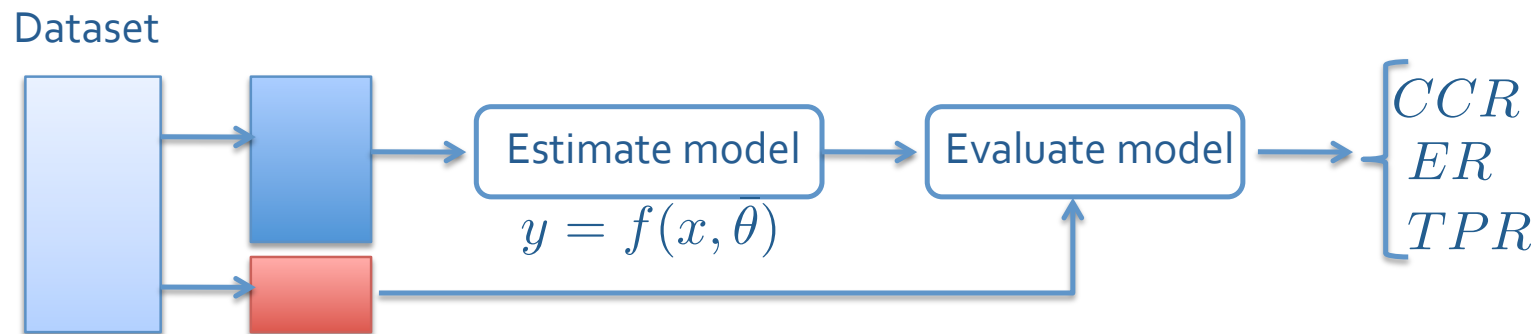 Dataset
Estimate model
Evaluate model
y = f(x, θ̄)
CCR
ER
TPR